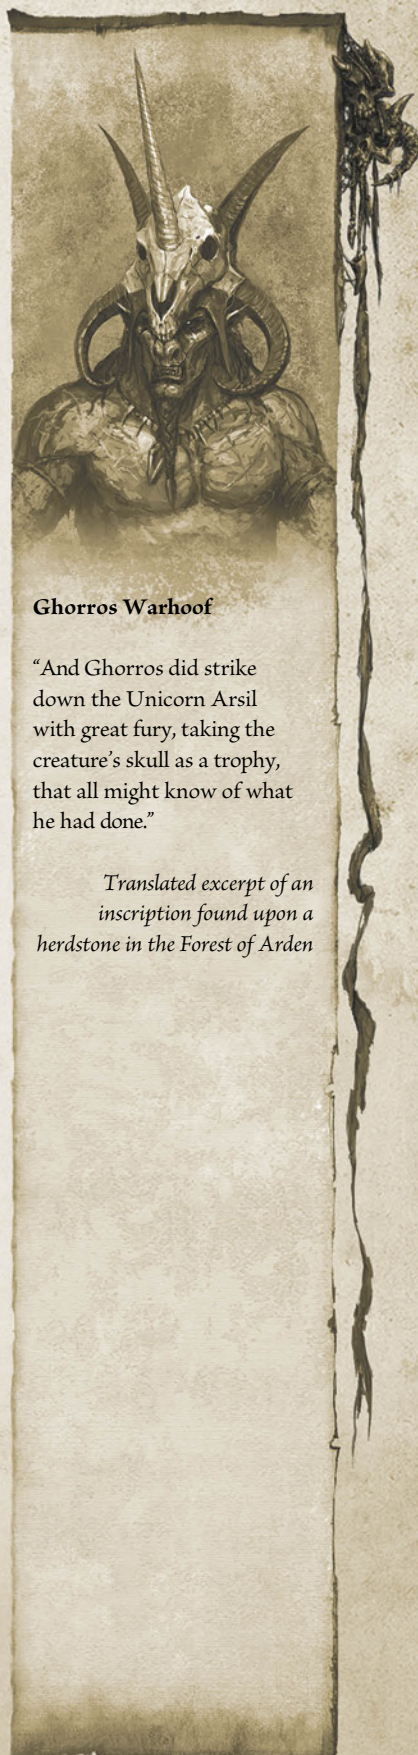 Ghorros Warhoof
“And Ghorros did strike
down the Unicorn Arsil
with great fury, taking the
creature’s skull as a trophy,
that all might know of what
he had done.”
Translated excerpt of an
inscription found upon a
herdstone in the Forest of Arden